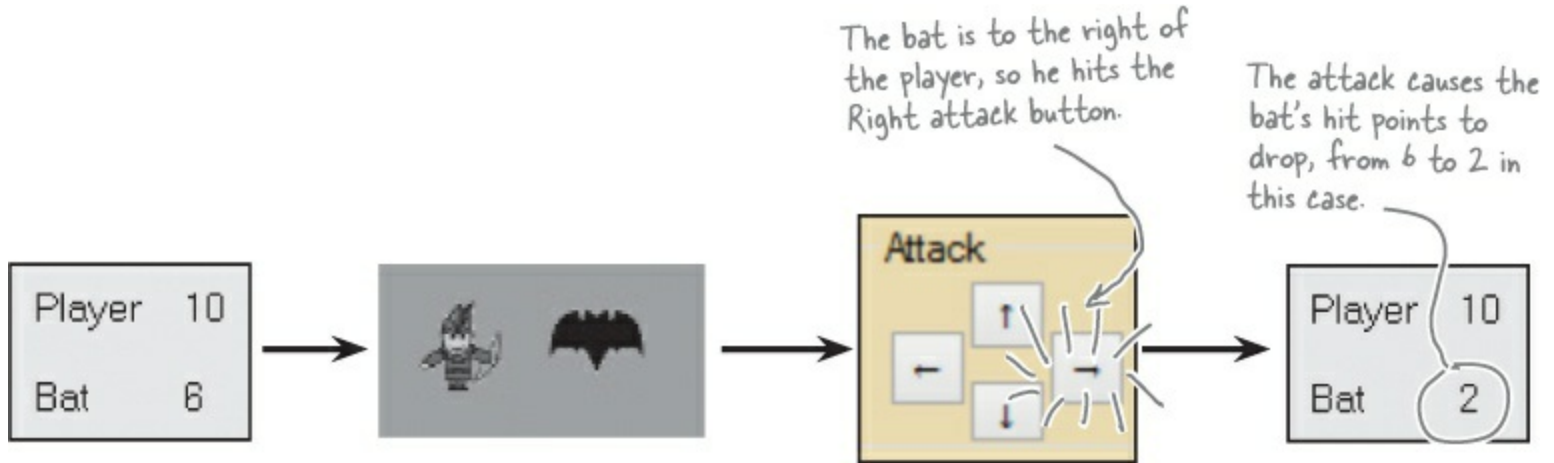 The bat is to the right of
the player, so he hits the
Right attack button.
The attack causes the
bat's hit points to
drop, from 6 to 2 in
this case.
Player 10
Bat 6
Attack
↑
← →
↓
Player 10
Bat 2